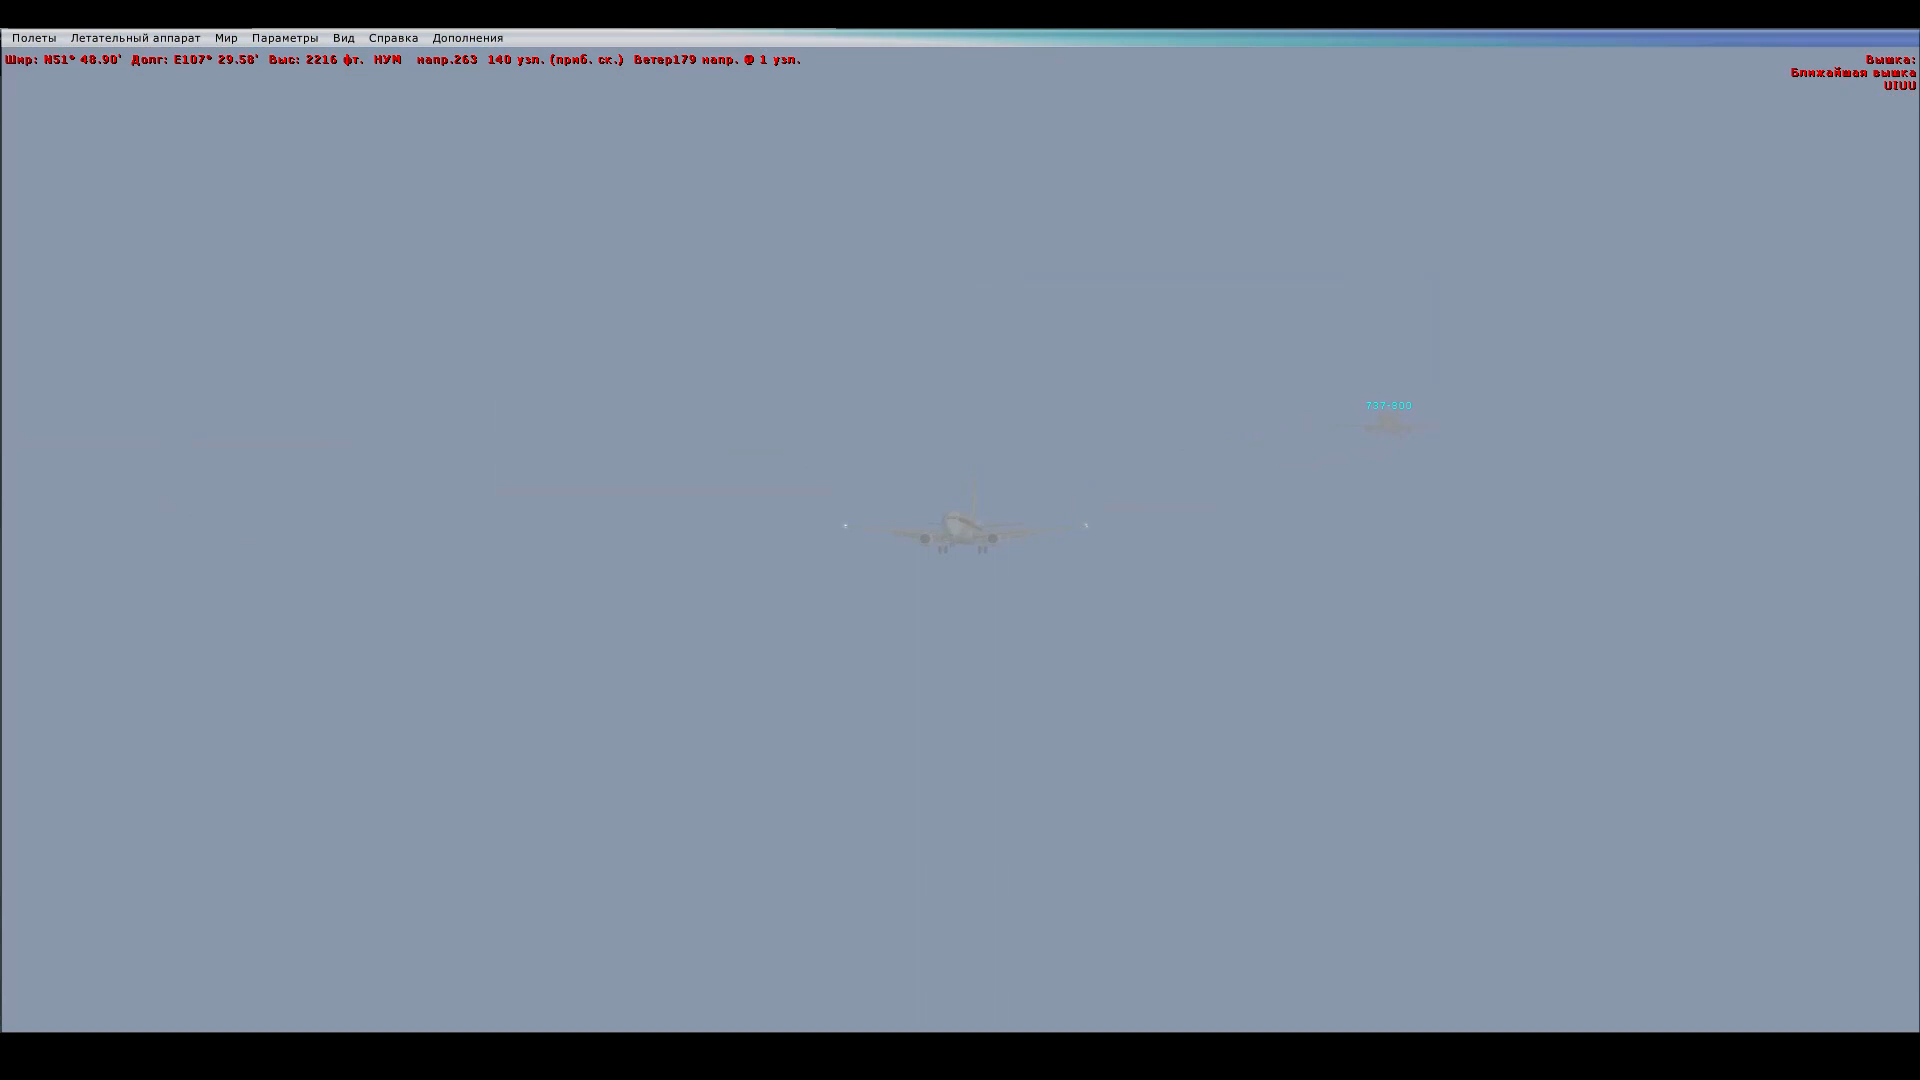 Полеты Летательный аппарат Мир Параметры Вид Справка Дополнения
Шир: N51° 48.90' Долг: E107° 29.58' Выс: 2216 фт. НУМ напр.263 140 узл. (приб. ск.) Ветер179 напр. @ 1 узл.
Вышка:
Ближайшая вышка
UIUU
737-800